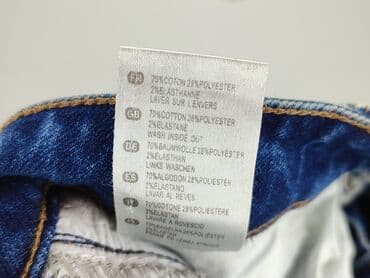 FR 70%COTON 28%POLYESTER
2%ELASTHANNE
LAVER SUR L'ENVERS
GB 70%COTTON 28%POLYESTER
2%ELASTANE
WASH INSIDE OUT
DE 70%BAUMWOLLE 28%POLYESTER
2%ELASTHAN
LINKS WASCHEN
ES 70%ALGODON 28%POLIESTER
2%ELASTANO
LAVAR AL REVES
IT 70%COTONE 28%POLIESTERE
2%ELASTAN
LAVARE A ROVESCIO